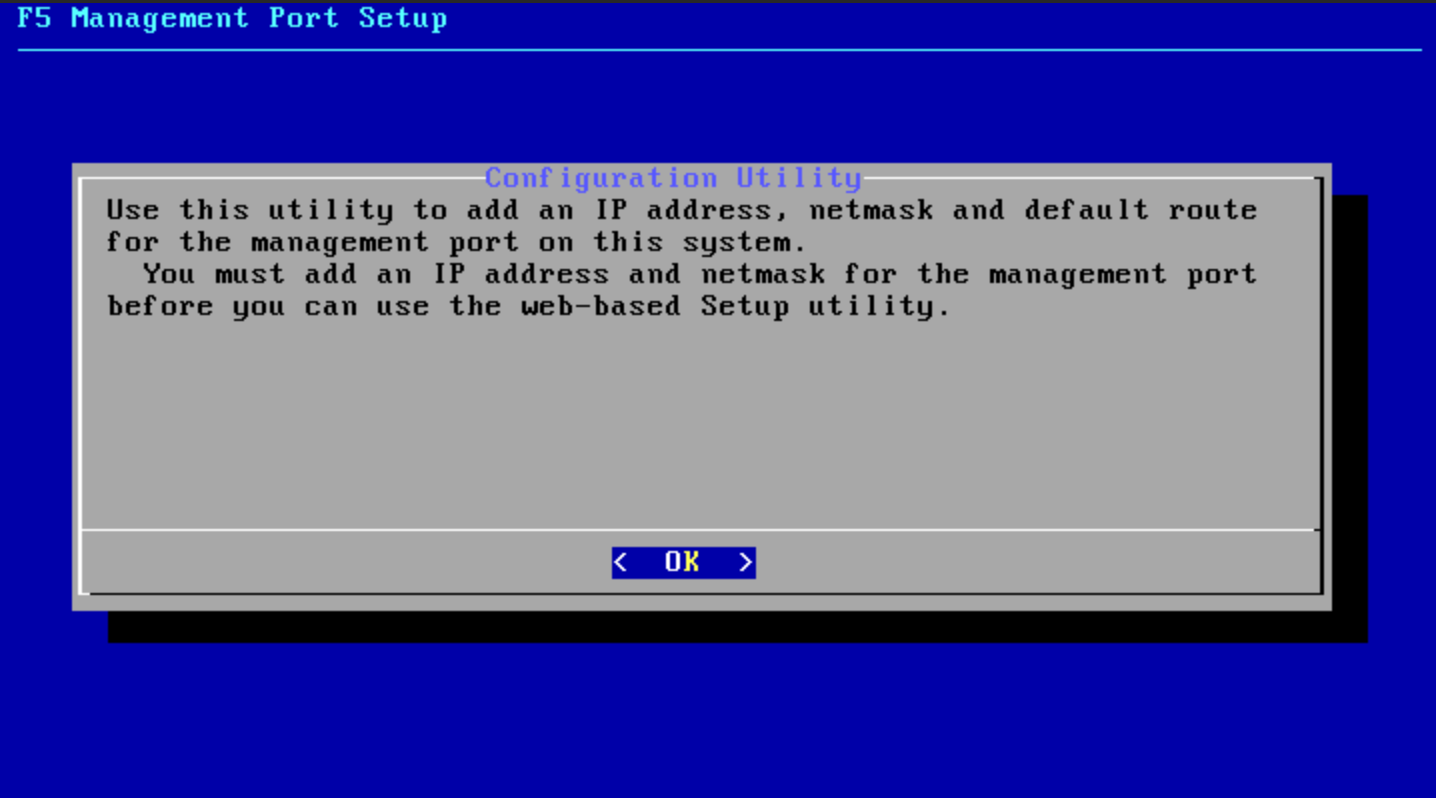 F5 Management Port Setup
Configuration Utility
Use this utility to add an IP address, netmask and default route
for the management port on this system.
You must add an IP address and netmask for the management port
before you can use the web-based Setup utility.
< OK >